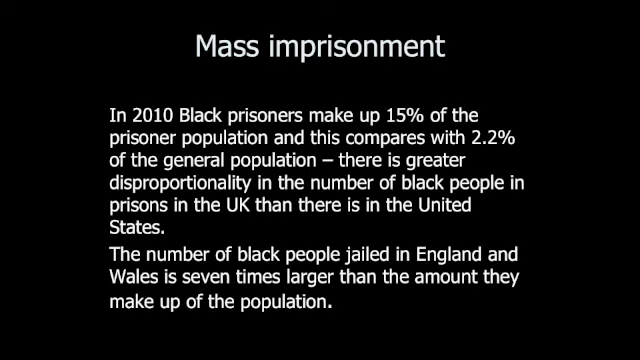 Mass imprisonment
In 2010 Black prisoners make up 15% of the
prisoner population and this compares with 2.2%
of the general population – there is greater
disproportionality in the number of black people in
prisons in the UK than there is in the United
States.
The number of black people jailed in England and
Wales is seven times larger than the amount they
make up of the population.